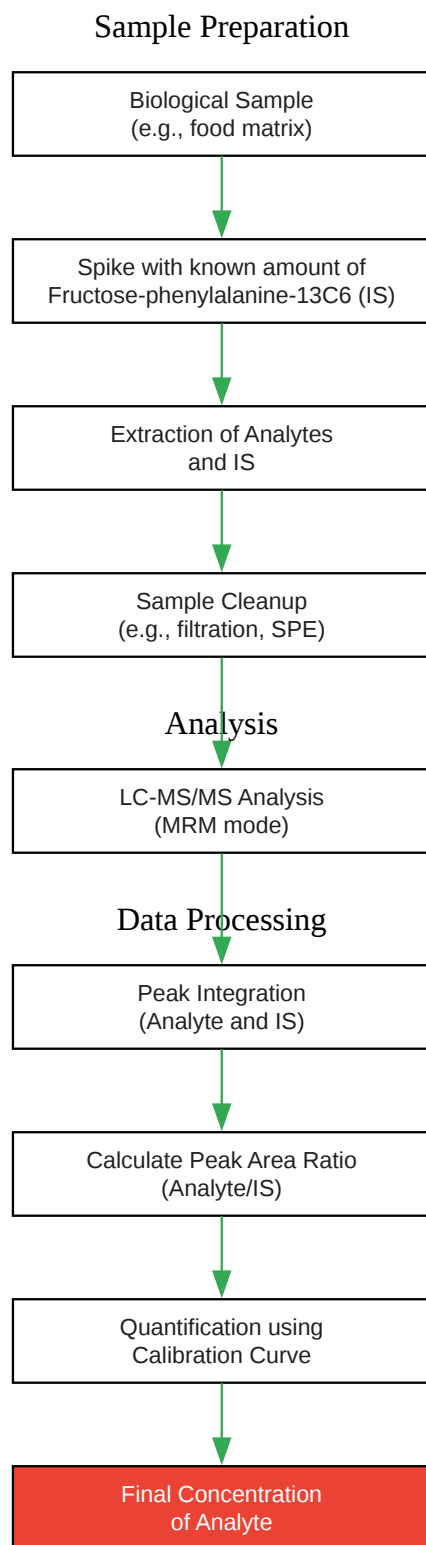 Sample Preparation
Biological Sample
(e.g., food matrix)
Spike with known amount of
Fructose-phenylalanine-13C6 (IS)
Extraction of Analytes
and IS
Sample Cleanup
(e.g., filtration, SPE)
Analysis
LC-MS/MS Analysis
(MRM mode)
Data Processing
Peak Integration
(Analyte and IS)
Calculate Peak Area Ratio
(Analyte/IS)
Quantification using
Calibration Curve
Final Concentration
of Analyte